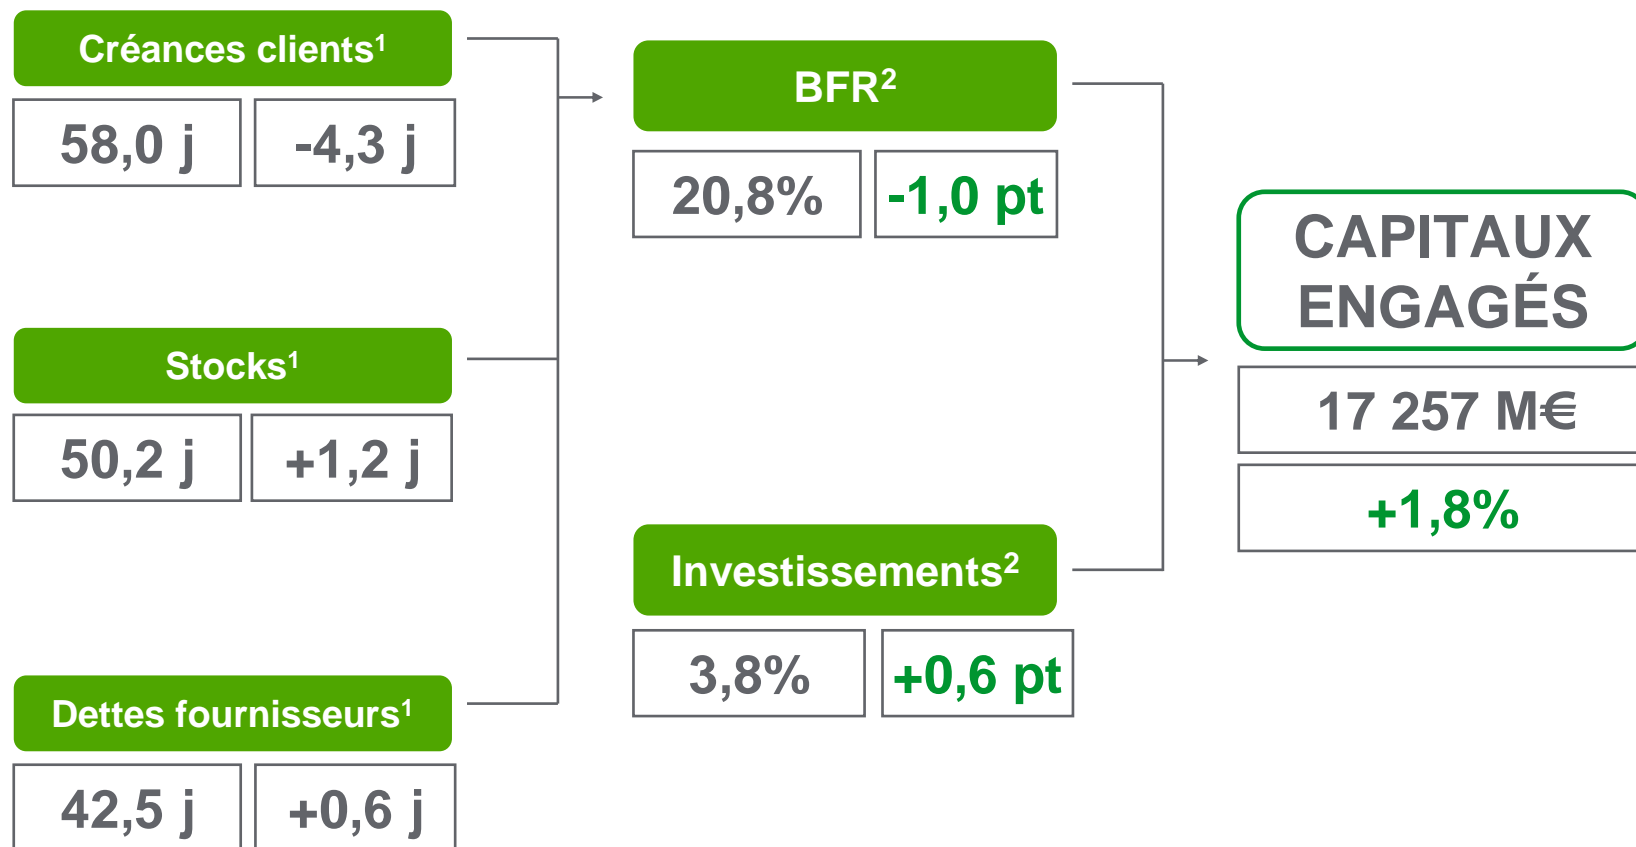 Créances clients¹
58,0 j
-4,3 j
Stocks¹
50,2 j
+1,2 j
Dettes fournisseurs¹
42,5 j
+0,6 j
BFR²
20,8%
-1,0 pt
Investissements²
3,8%
+0,6 pt
CAPITAUX
ENGAGÉS
17 257 M€
+1,8%